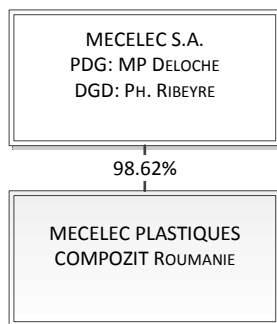 MECELEC S.A.
PDG: MP DELOCHE
DGD: PH. RIBEYRE
98.62%
MECELEC PLASTIQUES
COMPOZIT ROUMANIE